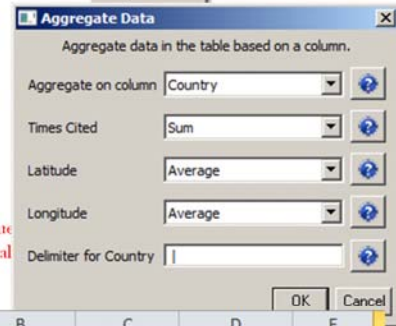 Aggregate Data
Aggregate data in the table based on a column.
Aggregate on column Country
Times Cited Sum
Latitude Average
Longitude Average
Delimiter for Country |
OK Cancel
B C D E